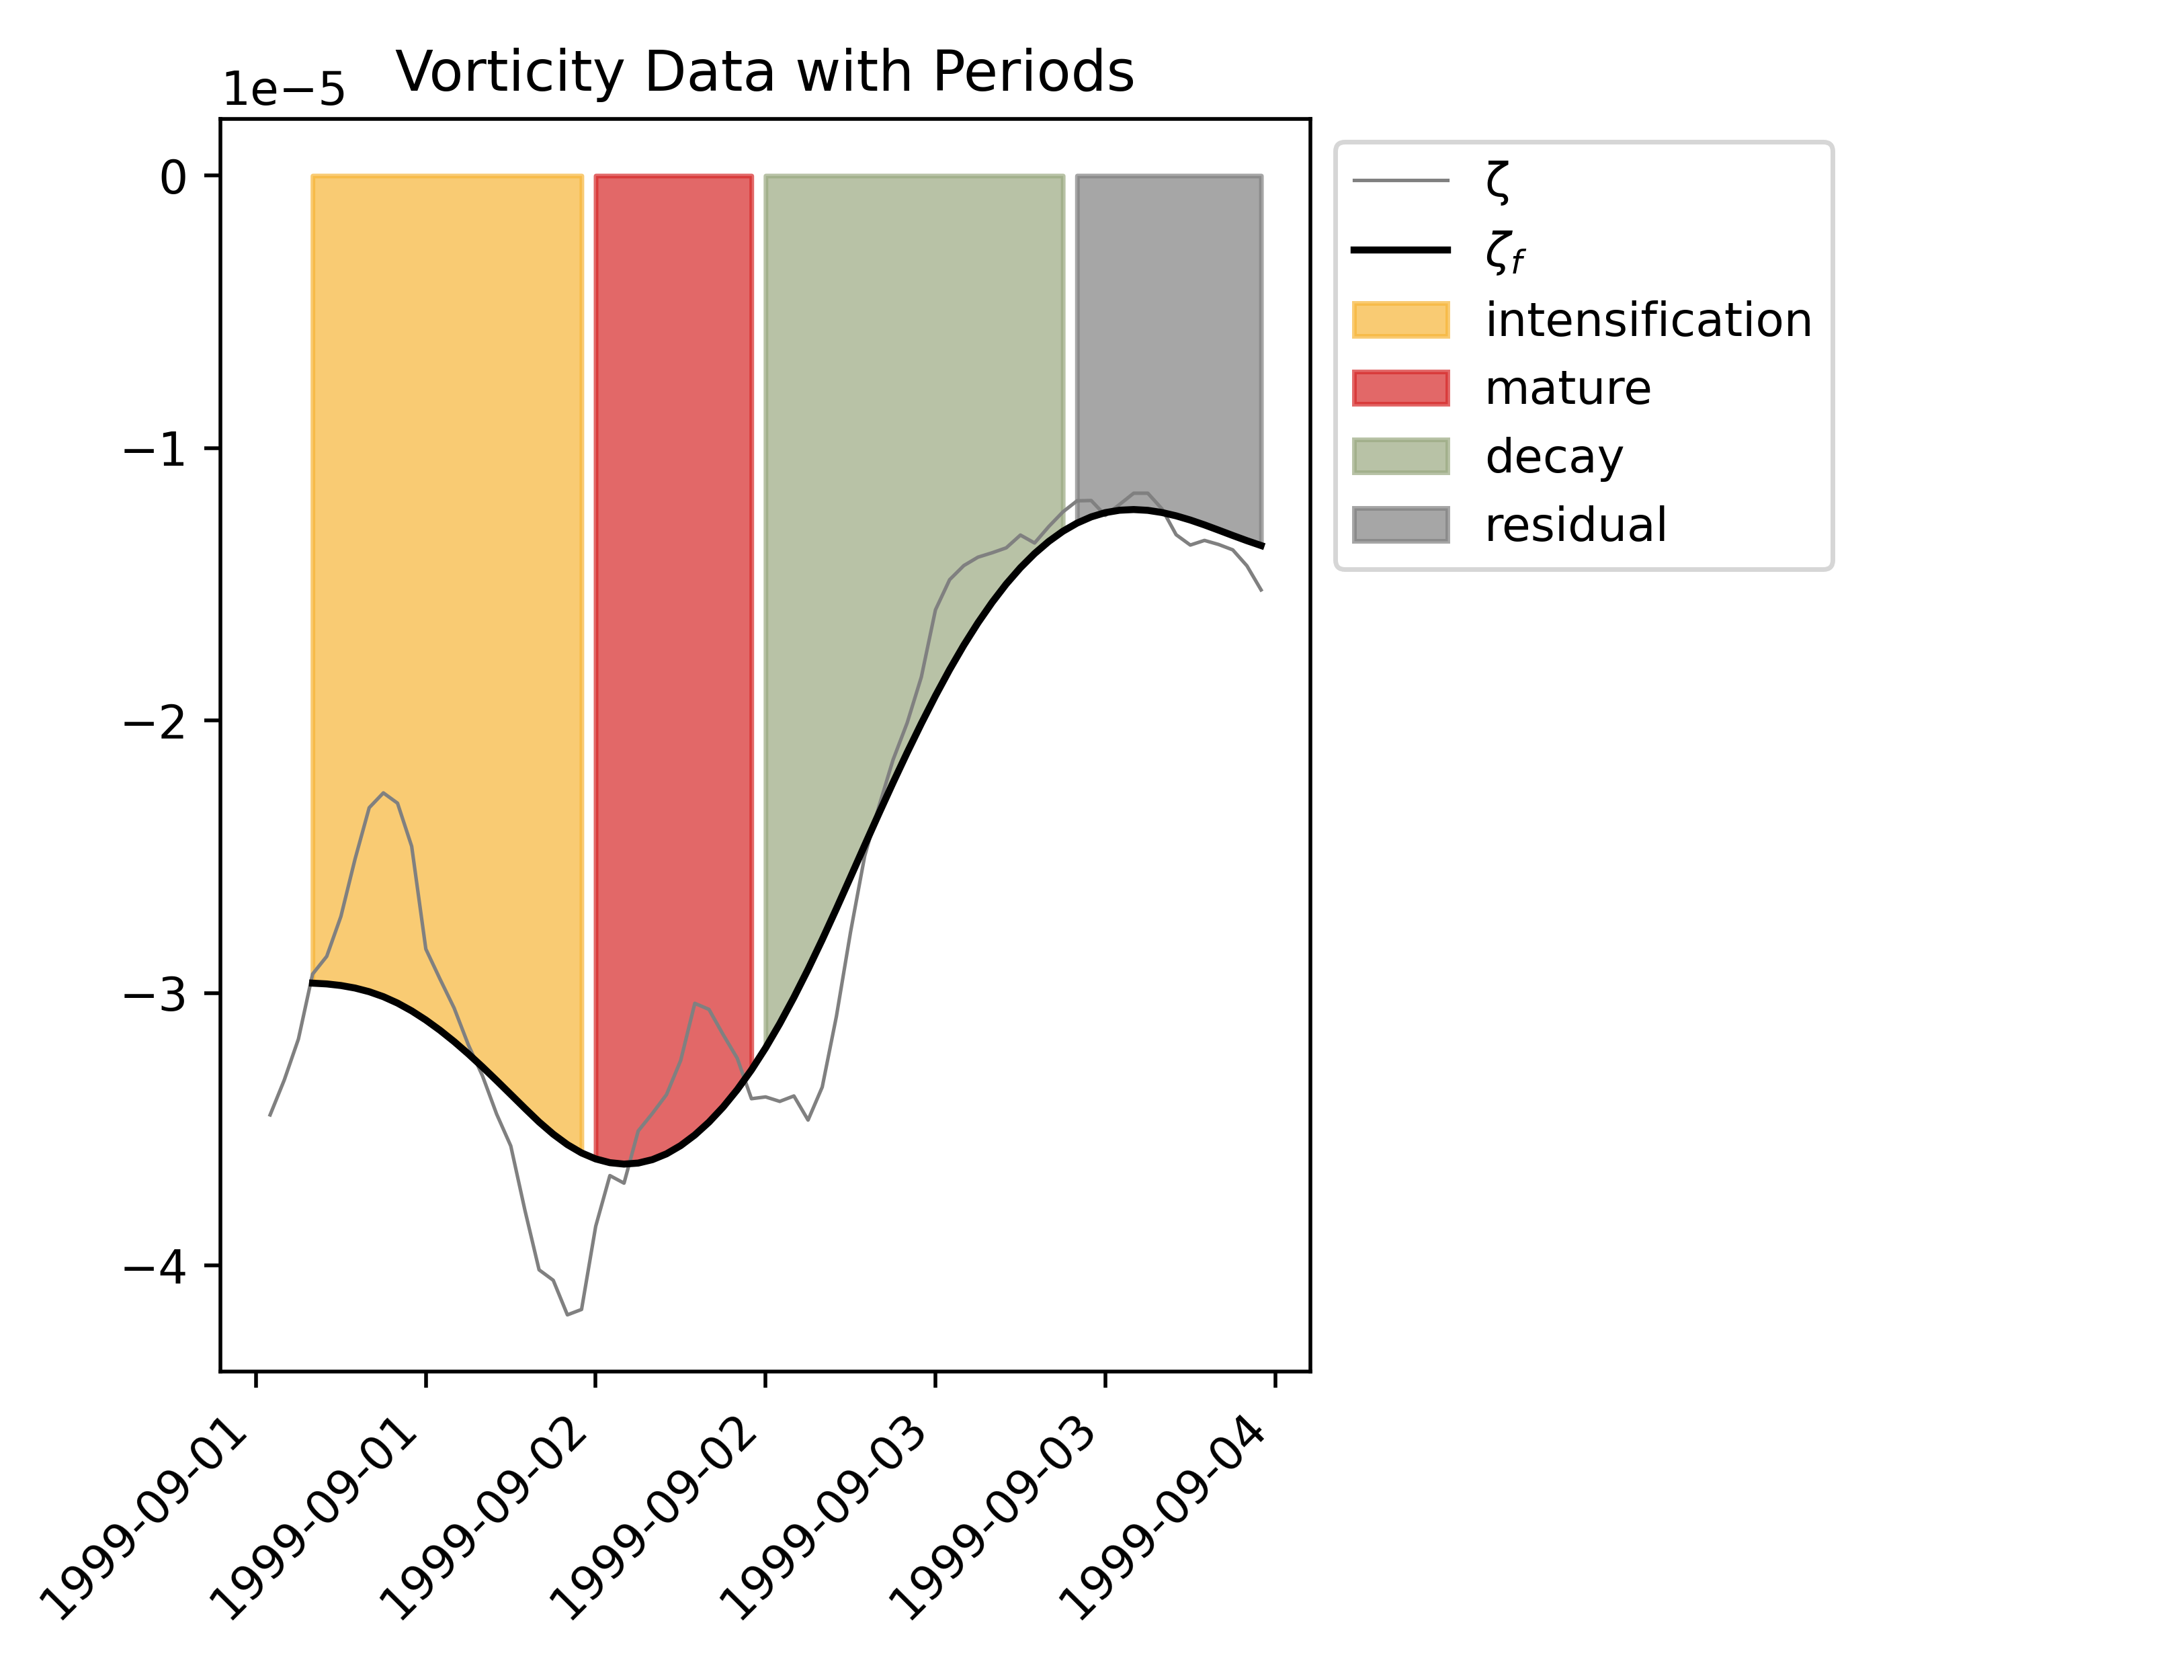 Vorticity Data with Periods
1e−5
0
−1
−2
−3
−4
1999-09-01
1999-09-01
1999-09-02
1999-09-02
1999-09-03
1999-09-03
1999-09-04
ζ
ζf
intensification
mature
decay
residual